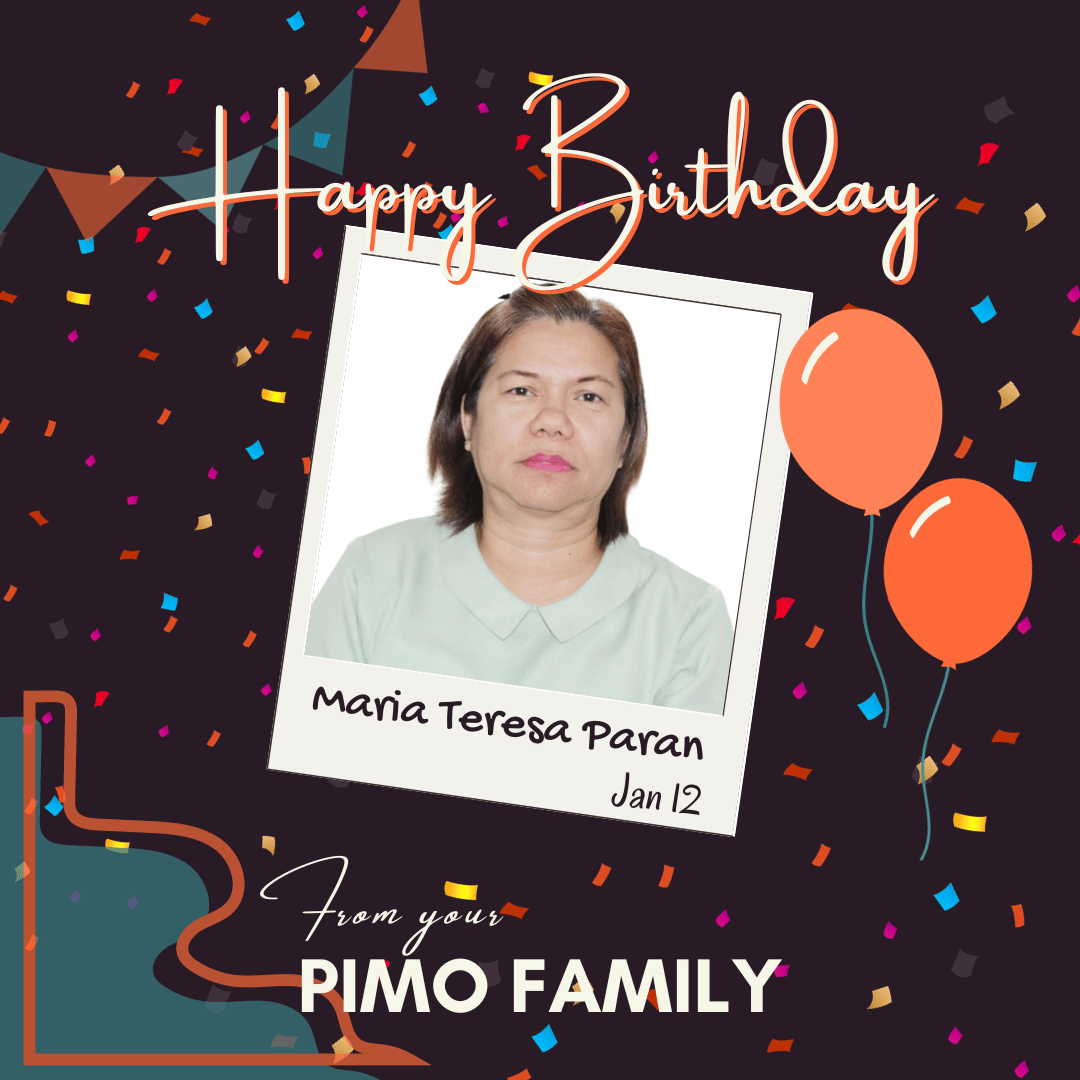 Happy Birthday
Maria Teresa Paran
Jan 12
From your
PIMO FAMILY